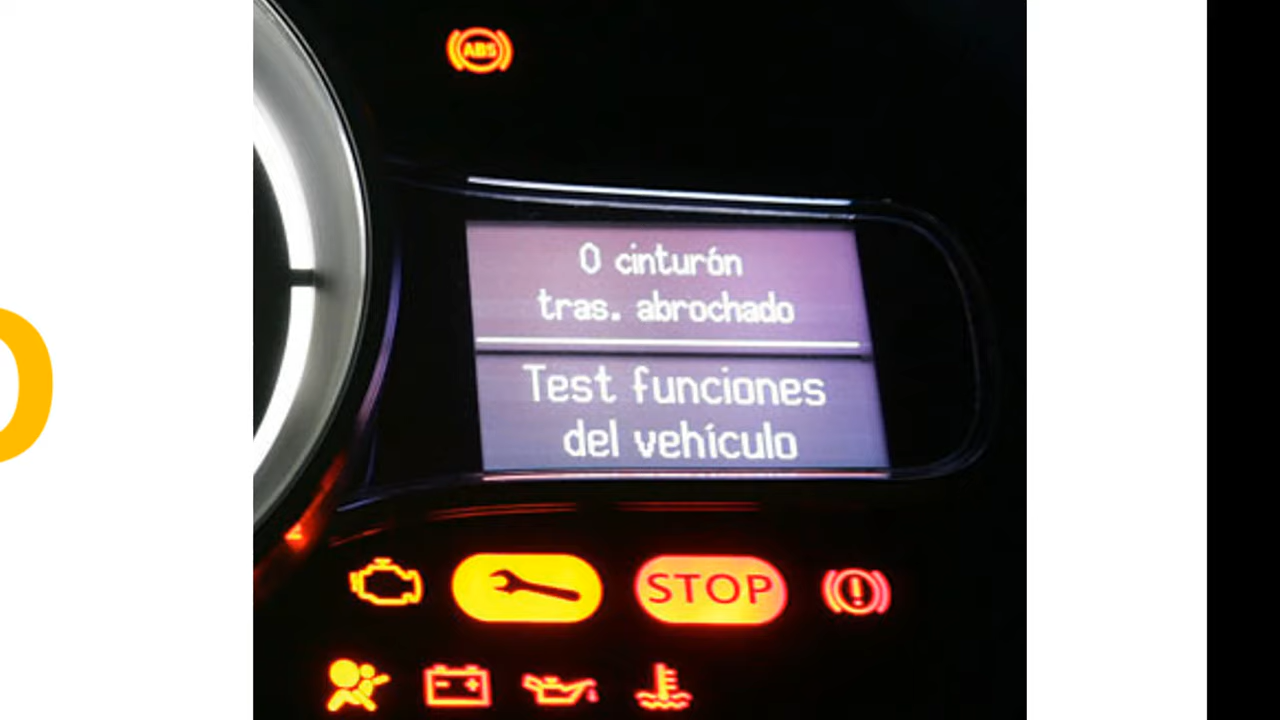 ABS
0 cinturón
tras. abrochado
Test funciones
del vehículo
STOP